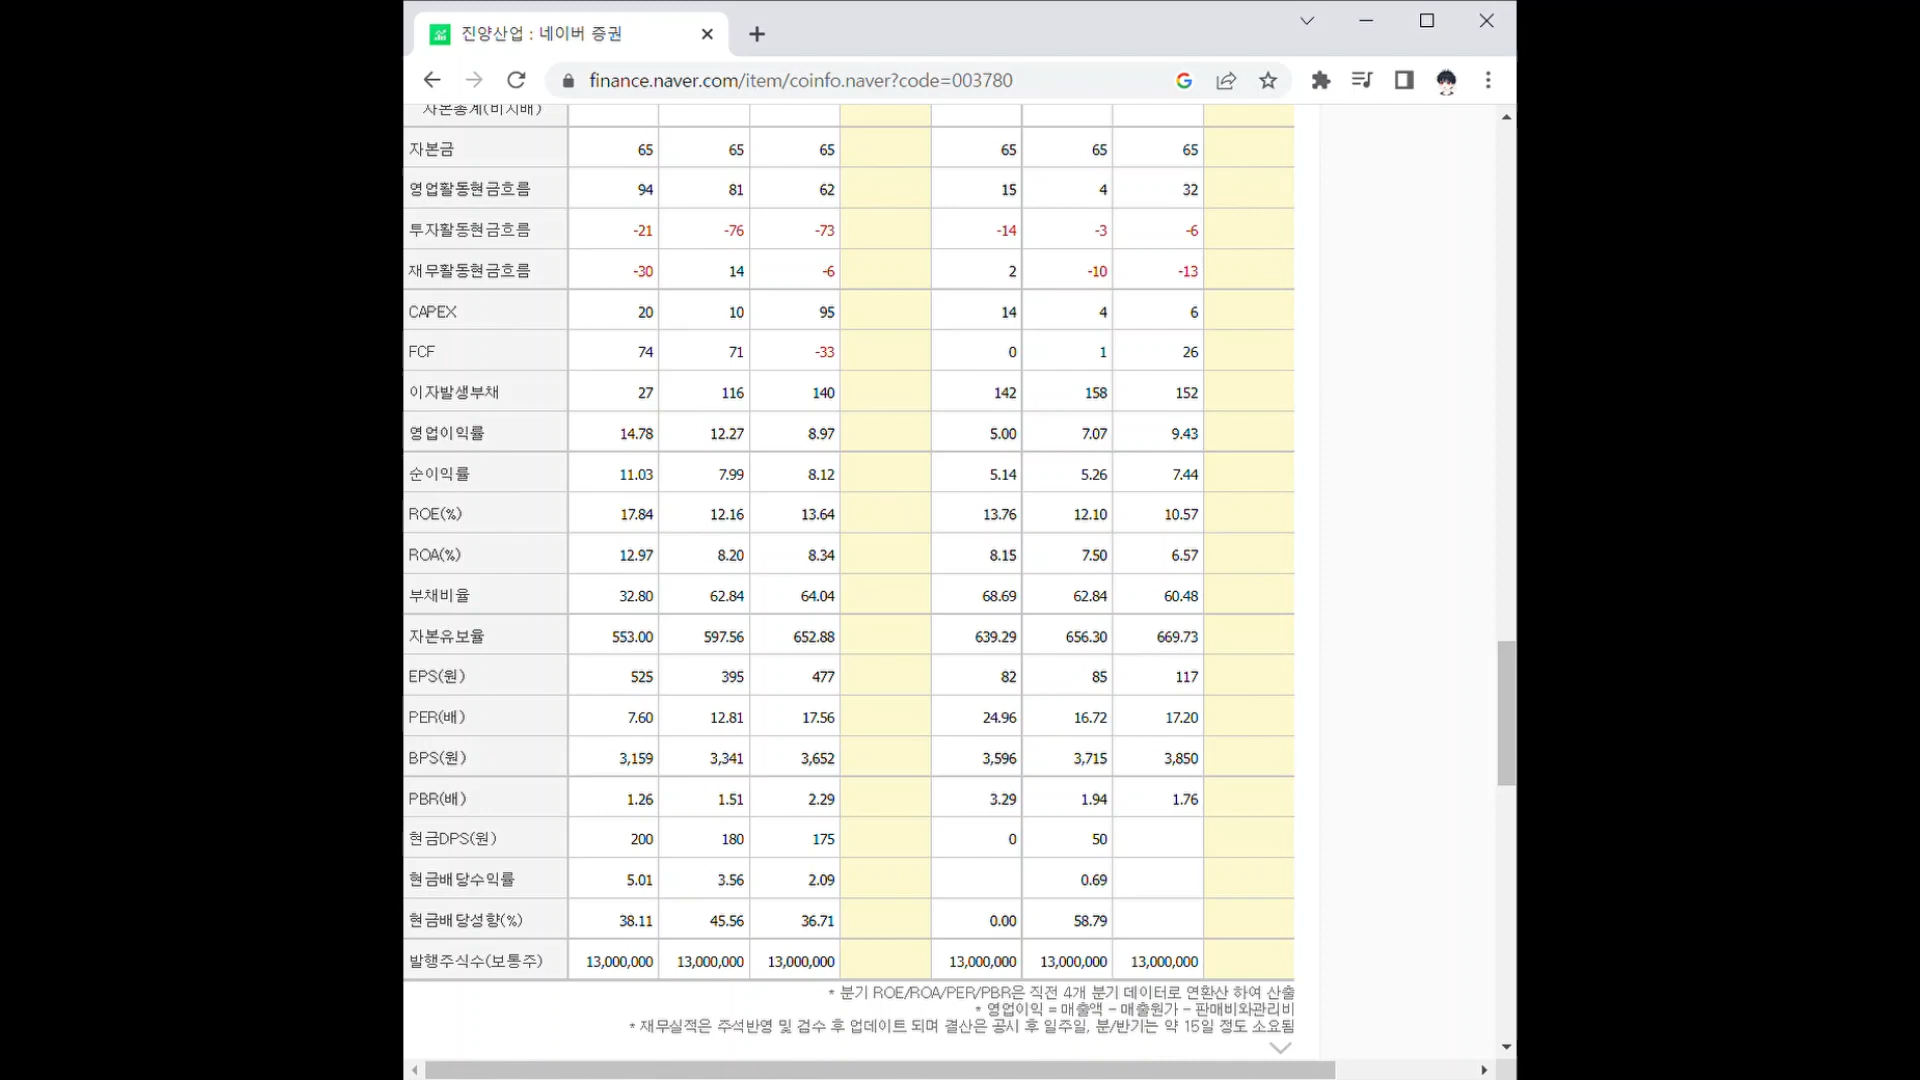 진양산업 : 네이버 증권
finance.naver.com/item/coinfo.naver?code=003780
자본총계(비지배)
자본금 65 65 65 65 65 65
영업활동현금흐름 94 81 62 15 4 32
투자활동현금흐름 -21 -76 -73 -14 -3 -6
재무활동현금흐름 -30 14 -6 2 -10 -13
CAPEX 20 10 95 14 4 6
FCF 74 71 -33 0 1 26
이자발생부채 27 116 140 142 158 152
영업이익률 14.78 12.27 8.97 5.00 7.07 9.43
순이익률 11.03 7.99 8.12 5.14 5.26 7.44
ROE(%) 17.84 12.16 13.64 13.76 12.10 10.57
ROA(%) 12.97 8.20 8.34 8.15 7.50 6.57
부채비율 32.80 62.84 64.04 68.69 62.84 60.48
자본유보율 553.00 597.56 652.88 639.29 656.30 669.73
EPS(원) 525 395 477 82 85 117
PER(배) 7.60 12.81 17.56 24.96 16.72 17.20
BPS(원) 3,159 3,341 3,652 3,596 3,715 3,850
PBR(배) 1.26 1.51 2.29 3.29 1.94 1.76
현금DPS(원) 200 180 175 0 50
현금배당수익률 5.01 3.56 2.09 0.69
현금배당성향(%) 38.11 45.56 36.71 0.00 58.79
발행주식수(보통주) 13,000,000 13,000,000 13,000,000 13,000,000 13,000,000 13,000,000
* 분기 ROE/ROA/PER/PBR은 직전 4개 분기 데이터로 연환산 하여 산출
* 영업이익 = 매출액 - 매출원가 - 판매비와관리비
* 재무실적은 주석반영 및 검수 후 업데이트 되며 결산은 공시 후 일주일, 분/반기는 약 15일 정도 소요됨